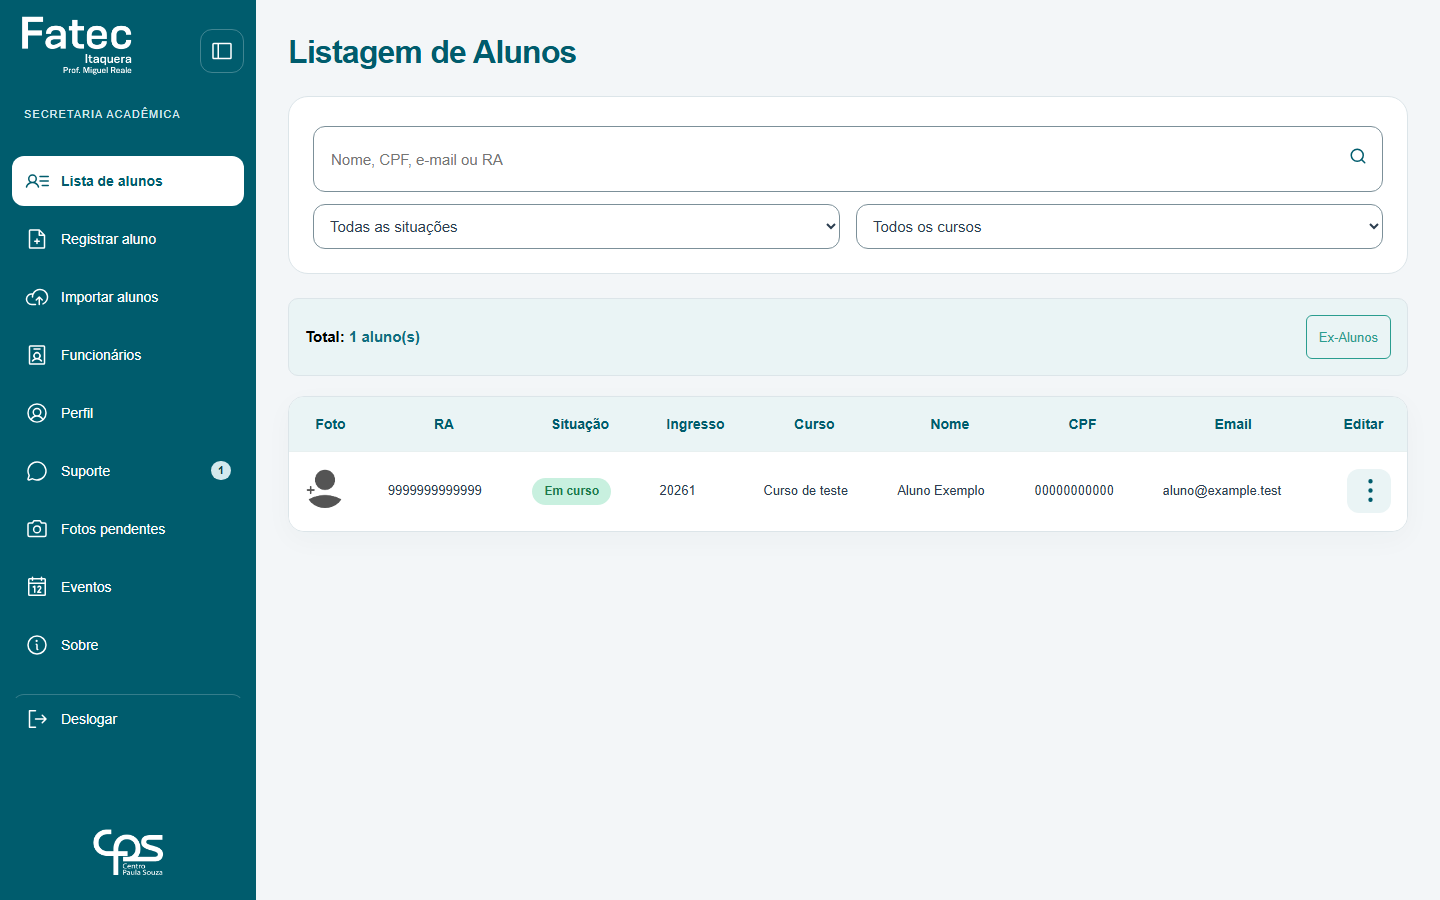 Fatec
Itaquera
Prof. Miguel Reale
SECRETARIA ACADÊMICA
Lista de alunos
Registrar aluno
Importar alunos
Funcionários
Perfil
Suporte 1
Fotos pendentes
12 Eventos
Sobre
Deslogar
CPS
Centro
Paula Souza
Listagem de Alunos
Nome, CPF, e-mail ou RA
Todas as situações Todos os cursos
Total: 1 aluno(s) Ex-Alunos
Foto RA Situação Ingresso Curso Nome CPF Email Editar
9999999999999 Em curso 20261 Curso de teste Aluno Exemplo 00000000000 aluno@example.test